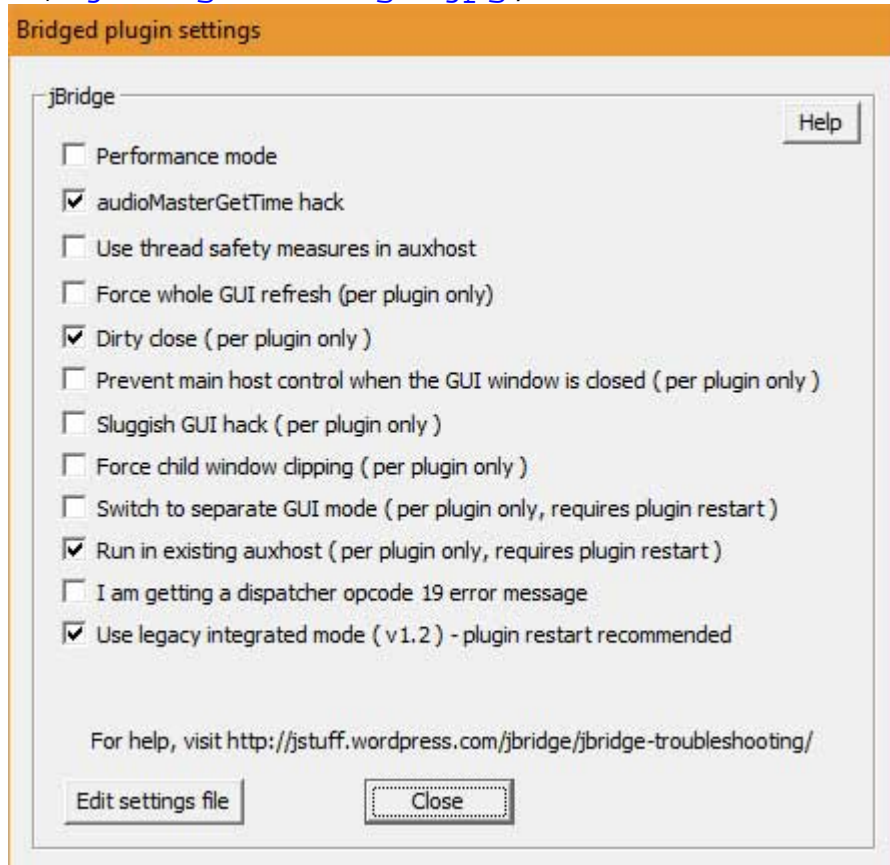 Bridged plugin settings
jBridge
Help
Performance mode
audioMasterGetTime hack
Use thread safety measures in auxhost
Force whole GUI refresh (per plugin only)
Dirty close ( per plugin only )
Prevent main host control when the GUI window is closed ( per plugin only )
Sluggish GUI hack ( per plugin only )
Force child window clipping ( per plugin only )
Switch to separate GUI mode ( per plugin only, requires plugin restart )
Run in existing auxhost ( per plugin only, requires plugin restart )
I am getting a dispatcher opcode 19 error message
Use legacy integrated mode ( v1.2 ) - plugin restart recommended
For help, visit http://jstuff.wordpress.com/jbridge/jbridge-troubleshooting/
Edit settings file
Close